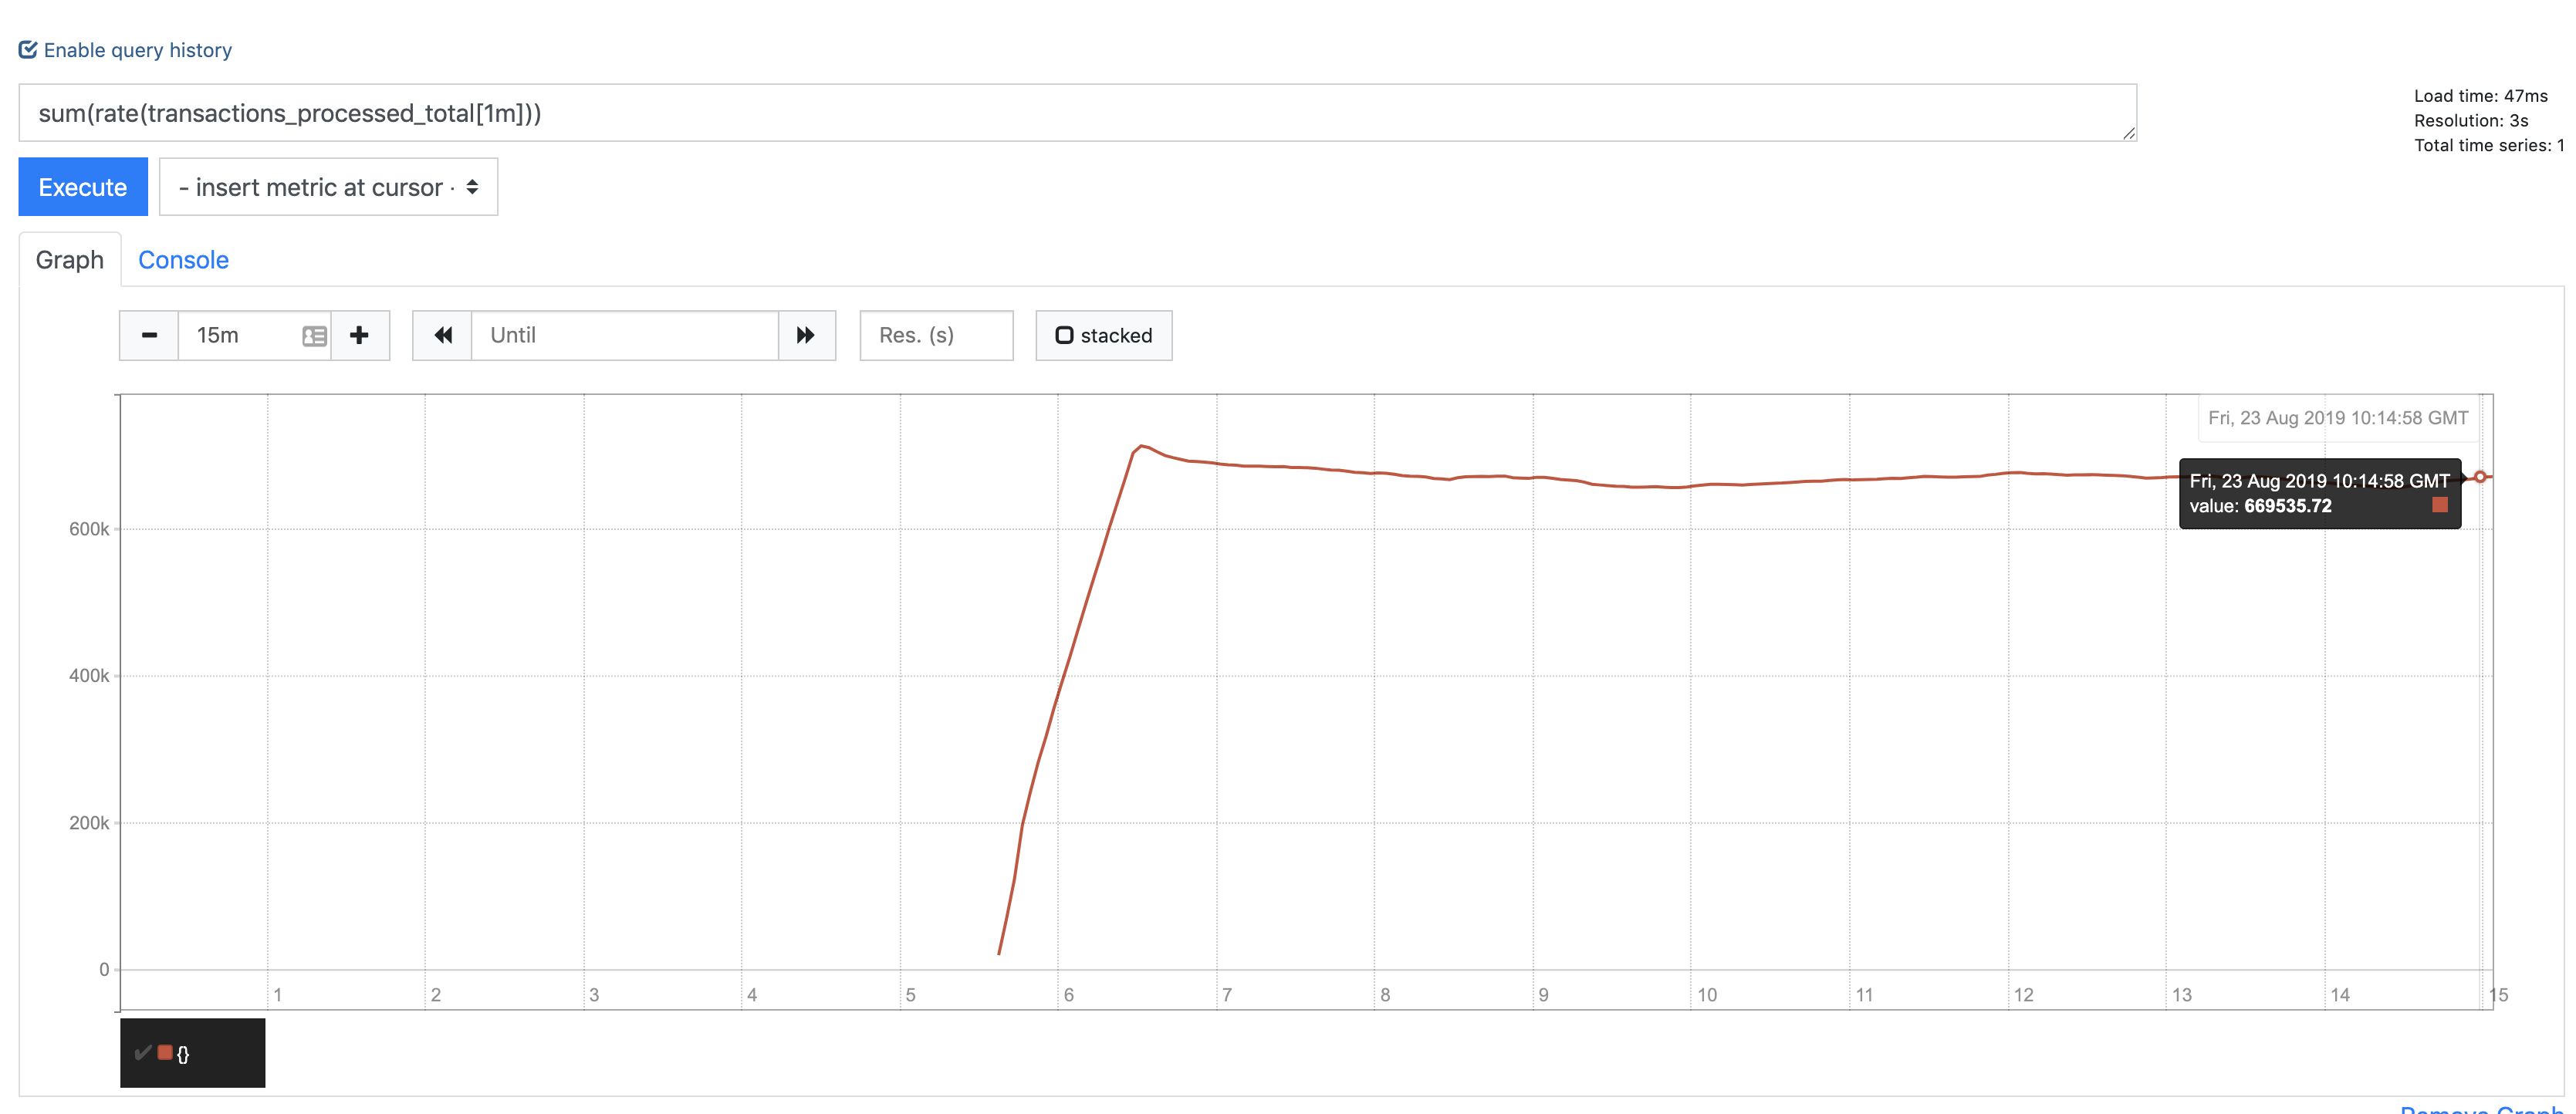 Enable query history
sum(rate(transactions_processed_total[1m]))
Load time: 47ms
Resolution: 3s
Total time series: 1
Execute
- insert metric at cursor ·
Graph Console
15m Until Res. (s) stacked
Fri, 23 Aug 2019 10:14:58 GMT
Fri, 23 Aug 2019 10:14:58 GMT
value: 669535.72
600k
400k
200k
0
1 2 3 4 5 6 7 8 9 10 11 12 13 14 15
{}
Remove Graph